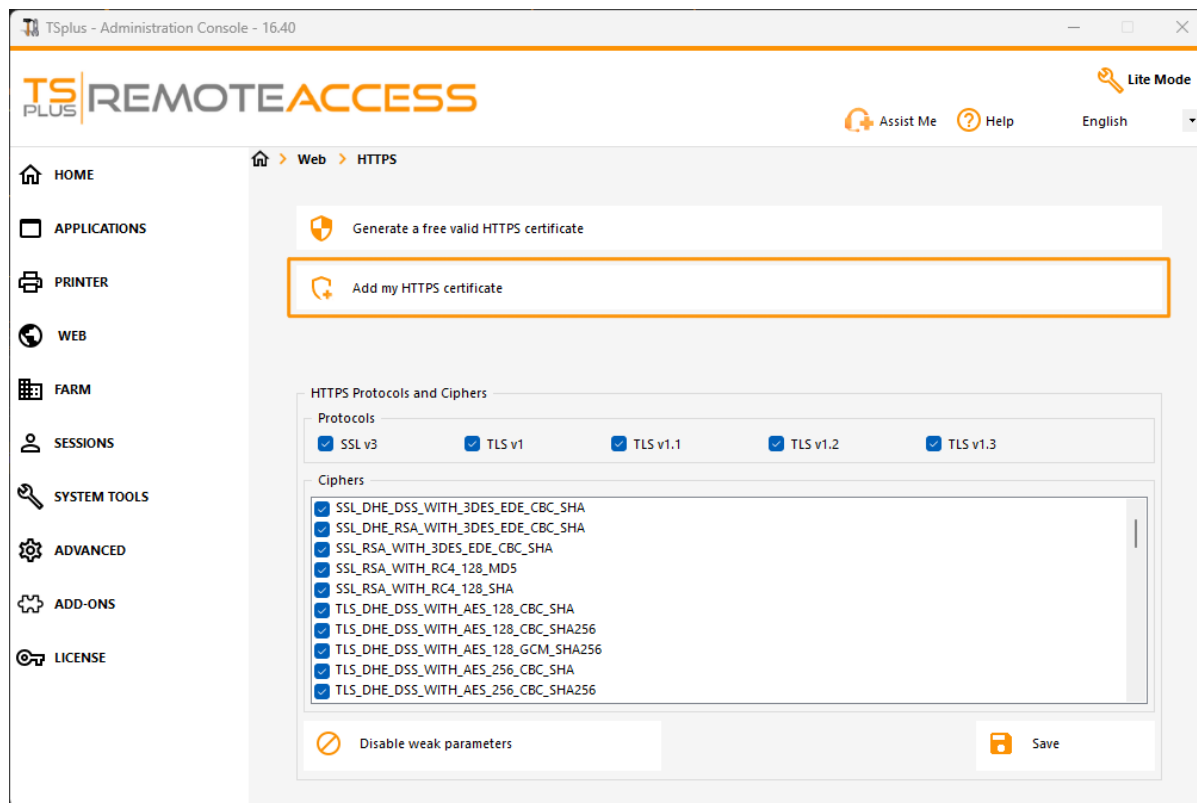 TSplus - Administration Console - 16.40
TS PLUS REMOTEACCESS
Lite Mode
Assist Me
Help
English
Web > HTTPS
HOME
APPLICATIONS
PRINTER
WEB
FARM
SESSIONS
SYSTEM TOOLS
ADVANCED
ADD-ONS
LICENSE
Generate a free valid HTTPS certificate
Add my HTTPS certificate
HTTPS Protocols and Ciphers
Protocols
SSL v3 TLS v1 TLS v1.1 TLS v1.2 TLS v1.3
Ciphers
SSL_DHE_DSS_WITH_3DES_EDE_CBC_SHA
SSL_DHE_RSA_WITH_3DES_EDE_CBC_SHA
SSL_RSA_WITH_3DES_EDE_CBC_SHA
SSL_RSA_WITH_RC4_128_MD5
SSL_RSA_WITH_RC4_128_SHA
TLS_DHE_DSS_WITH_AES_128_CBC_SHA
TLS_DHE_DSS_WITH_AES_128_CBC_SHA256
TLS_DHE_DSS_WITH_AES_128_GCM_SHA256
TLS_DHE_DSS_WITH_AES_256_CBC_SHA
TLS_DHE_DSS_WITH_AES_256_CBC_SHA256
Disable weak parameters
Save